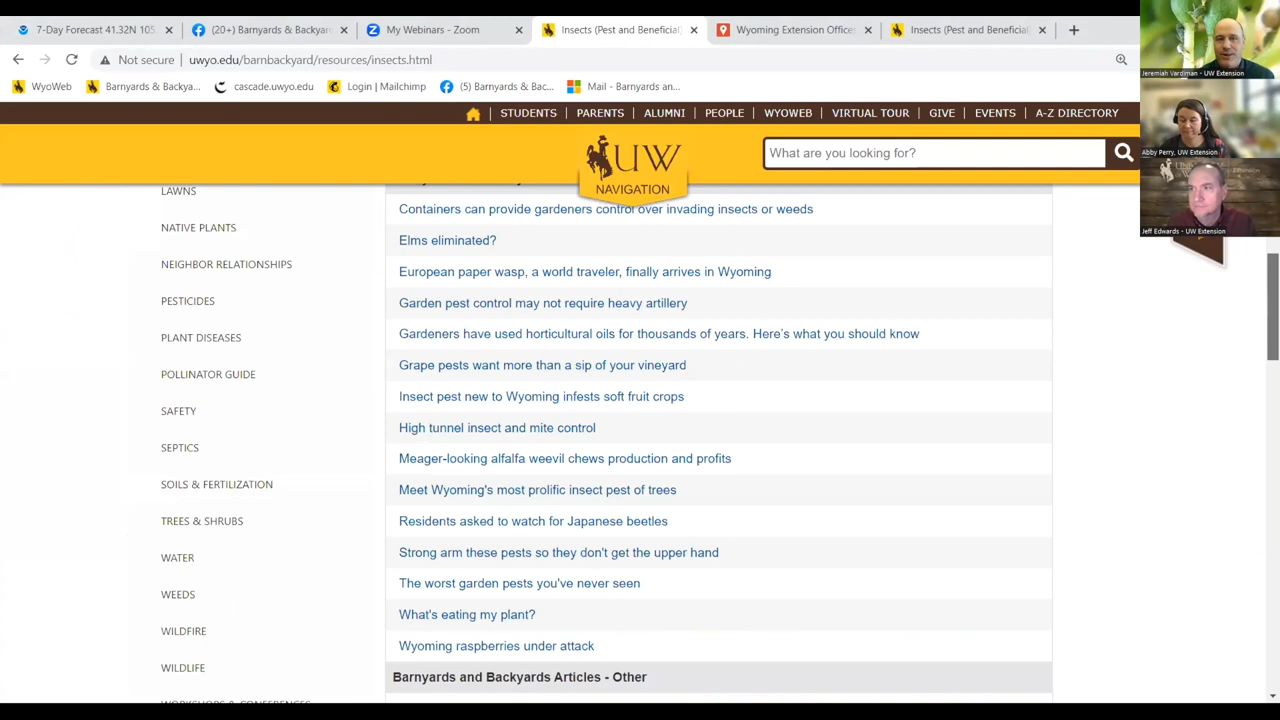 7-Day Forecast 41.32N 105
(20+) Barnyards & Backyar
My Webinars - Zoom
Insects (Pest and Beneficial)
Wyoming Extension Offices
Insects (Pest and Beneficial)
Not secure uwyo.edu/barnbackyard/resources/insects.html
WyoWeb
Barnyards & Backya...
cascade.uwyo.edu
Login | Mailchimp
(5) Barnyards & Bac...
Mail - Barnyards an...
STUDENTS | PARENTS | ALUMNI | PEOPLE | WYOWEB | VIRTUAL TOUR | GIVE | EVENTS | A-Z DIRECTORY
UW
NAVIGATION
What are you looking for?
LAWNS
NATIVE PLANTS
NEIGHBOR RELATIONSHIPS
PESTICIDES
PLANT DISEASES
POLLINATOR GUIDE
SAFETY
SEPTICS
SOILS & FERTILIZATION
TREES & SHRUBS
WATER
WEEDS
WILDFIRE
WILDLIFE
WORKSHOPS & CONFERENCES
Containers can provide gardeners control over invading insects or weeds
Elms eliminated?
European paper wasp, a world traveler, finally arrives in Wyoming
Garden pest control may not require heavy artillery
Gardeners have used horticultural oils for thousands of years. Here's what you should know
Grape pests want more than a sip of your vineyard
Insect pest new to Wyoming infests soft fruit crops
High tunnel insect and mite control
Meager-looking alfalfa weevil chews production and profits
Meet Wyoming's most prolific insect pest of trees
Residents asked to watch for Japanese beetles
Strong arm these pests so they don't get the upper hand
The worst garden pests you've never seen
What's eating my plant?
Wyoming raspberries under attack
Barnyards and Backyards Articles - Other
Jeremiah Vardiman - UW Extension
Abby Perry, UW Extension
Jeff Edwards - UW Extension